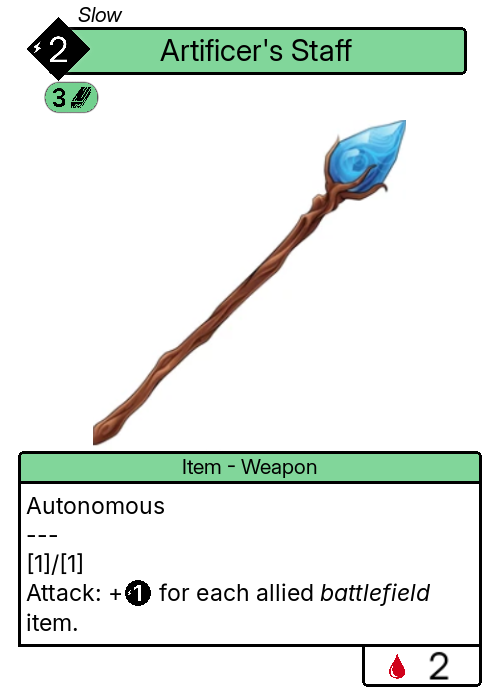 Slow
2 Artificer's Staff
3
Item - Weapon
Autonomous
---
[1]/[1]
Attack: +1 for each allied battlefield
item.
2